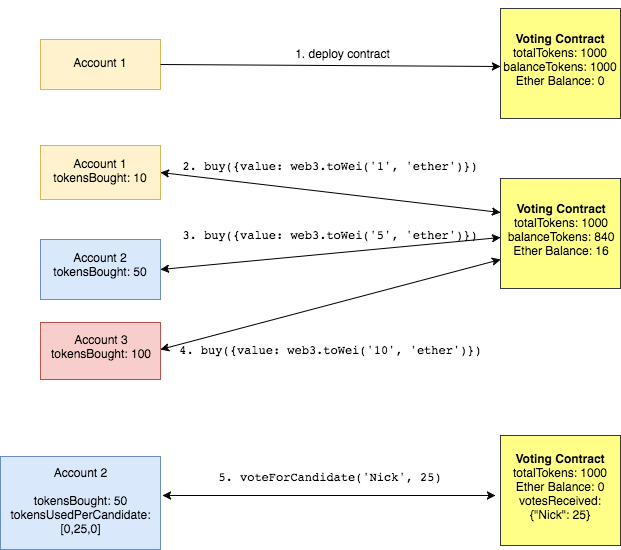 Account 1
1. deploy contract
Voting Contract
totalTokens: 1000
balanceTokens: 1000
Ether Balance: 0
Account 1
tokensBought: 10
2. buy({value: web3.toWei('1', 'ether')})
3. buy({value: web3.toWei('5', 'ether')})
Account 2
tokensBought: 50
Voting Contract
totalTokens: 1000
balanceTokens: 840
Ether Balance: 16
Account 3
tokensBought: 100
4. buy({value: web3.toWei('10', 'ether')})
Account 2
tokensBought: 50
tokensUsedPerCandidate:
[0,25,0]
5. voteForCandidate('Nick', 25)
Voting Contract
totalTokens: 1000
Ether Balance: 0
votesReceived:
{"Nick": 25}